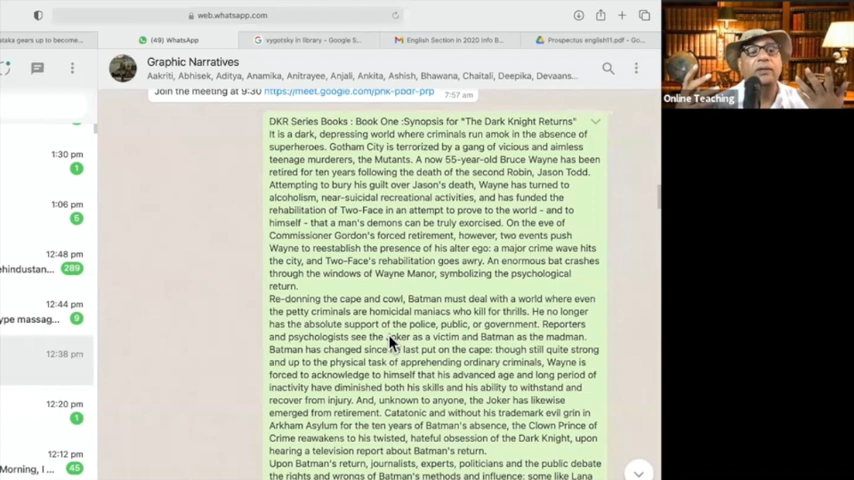 web.whatsapp.com
ataka gears up to become...
(49) WhatsApp
vygotsky in library - Google S...
English Section in 2020 Info B...
Prospectus english11.pdf - Go...
Graphic Narratives
Aakriti, Abhisek, Aditya, Anamika, Anitrayee, Anjali, Ankita, Ashish, Bhawana, Chaitali, Deepika, Devaans...
Online Teaching
Join the meeting at 9:30 https://meet.google.com/pnk-pbdr-prp
7:57 am
DKR Series Books : Book One :Synopsis for "The Dark Knight Returns"
It is a dark, depressing world where criminals run amok in the absence of
superheroes. Gotham City is terrorized by a gang of vicious and aimless
teenage murderers, the Mutants. A now 55-year-old Bruce Wayne has been
retired for ten years following the death of the second Robin, Jason Todd.
Attempting to bury his guilt over Jason's death, Wayne has turned to
alcoholism, near-suicidal recreational activities, and has funded the
rehabilitation of Two-Face in an attempt to prove to the world - and to
himself - that a man's demons can be truly exorcised. On the eve of
Commissioner Gordon's forced retirement, however, two events push
Wayne to reestablish the presence of his alter ego: a major crime wave hits
the city, and Two-Face's rehabilitation goes awry. An enormous bat crashes
through the windows of Wayne Manor, symbolizing the psychological
return.
Re-donning the cape and cowl, Batman must deal with a world where even
the petty criminals are homicidal maniacs who kill for thrills. He no longer
has the absolute support of the police, public, or government. Reporters
and psychologists see the Joker as a victim and Batman as the madman.
Batman has changed since he last put on the cape: though still quite strong
and up to the physical task of apprehending ordinary criminals, Wayne is
forced to acknowledge to himself that his advanced age and long period of
inactivity have diminished both his skills and his ability to withstand and
recover from injury. And, unknown to anyone, the Joker has likewise
emerged from retirement. Catatonic and without his trademark evil grin in
Arkham Asylum for the ten years of Batman's absence, the Clown Prince of
Crime reawakens to his twisted, hateful obsession of the Dark Knight, upon
hearing a television report about Batman's return.
Upon Batman's return, journalists, experts, politicians and the public debate
the rights and wrongs of Batman's methods and influence: some like Lana
1:30 pm
1
1:06 pm
5
12:48 pm
ehindustan...
289
12:44 pm
ype massag...
9
12:38 pm
12:20 pm
1
12:12 pm
Morning, I ...
45